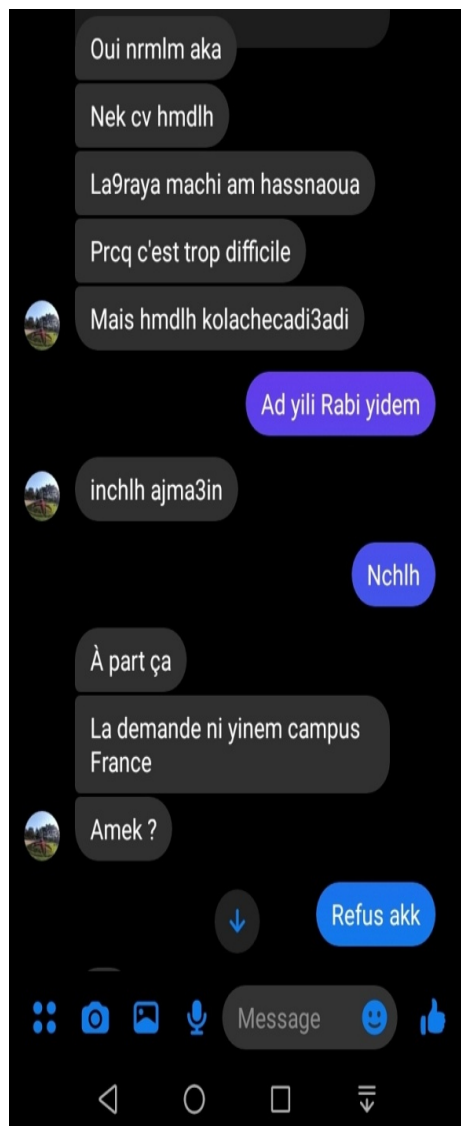 Oui nrmlm aka
Nek cv hmdlh
La9raya machi am hassnaoua
Prcq c'est trop difficile
Mais hmdlh kolachecadi3adi
Ad yili Rabi yidem
inchlh ajma3in
Nchlh
À part ça
La demande ni yinem campus
France
Amek ?
Refus akk
Message